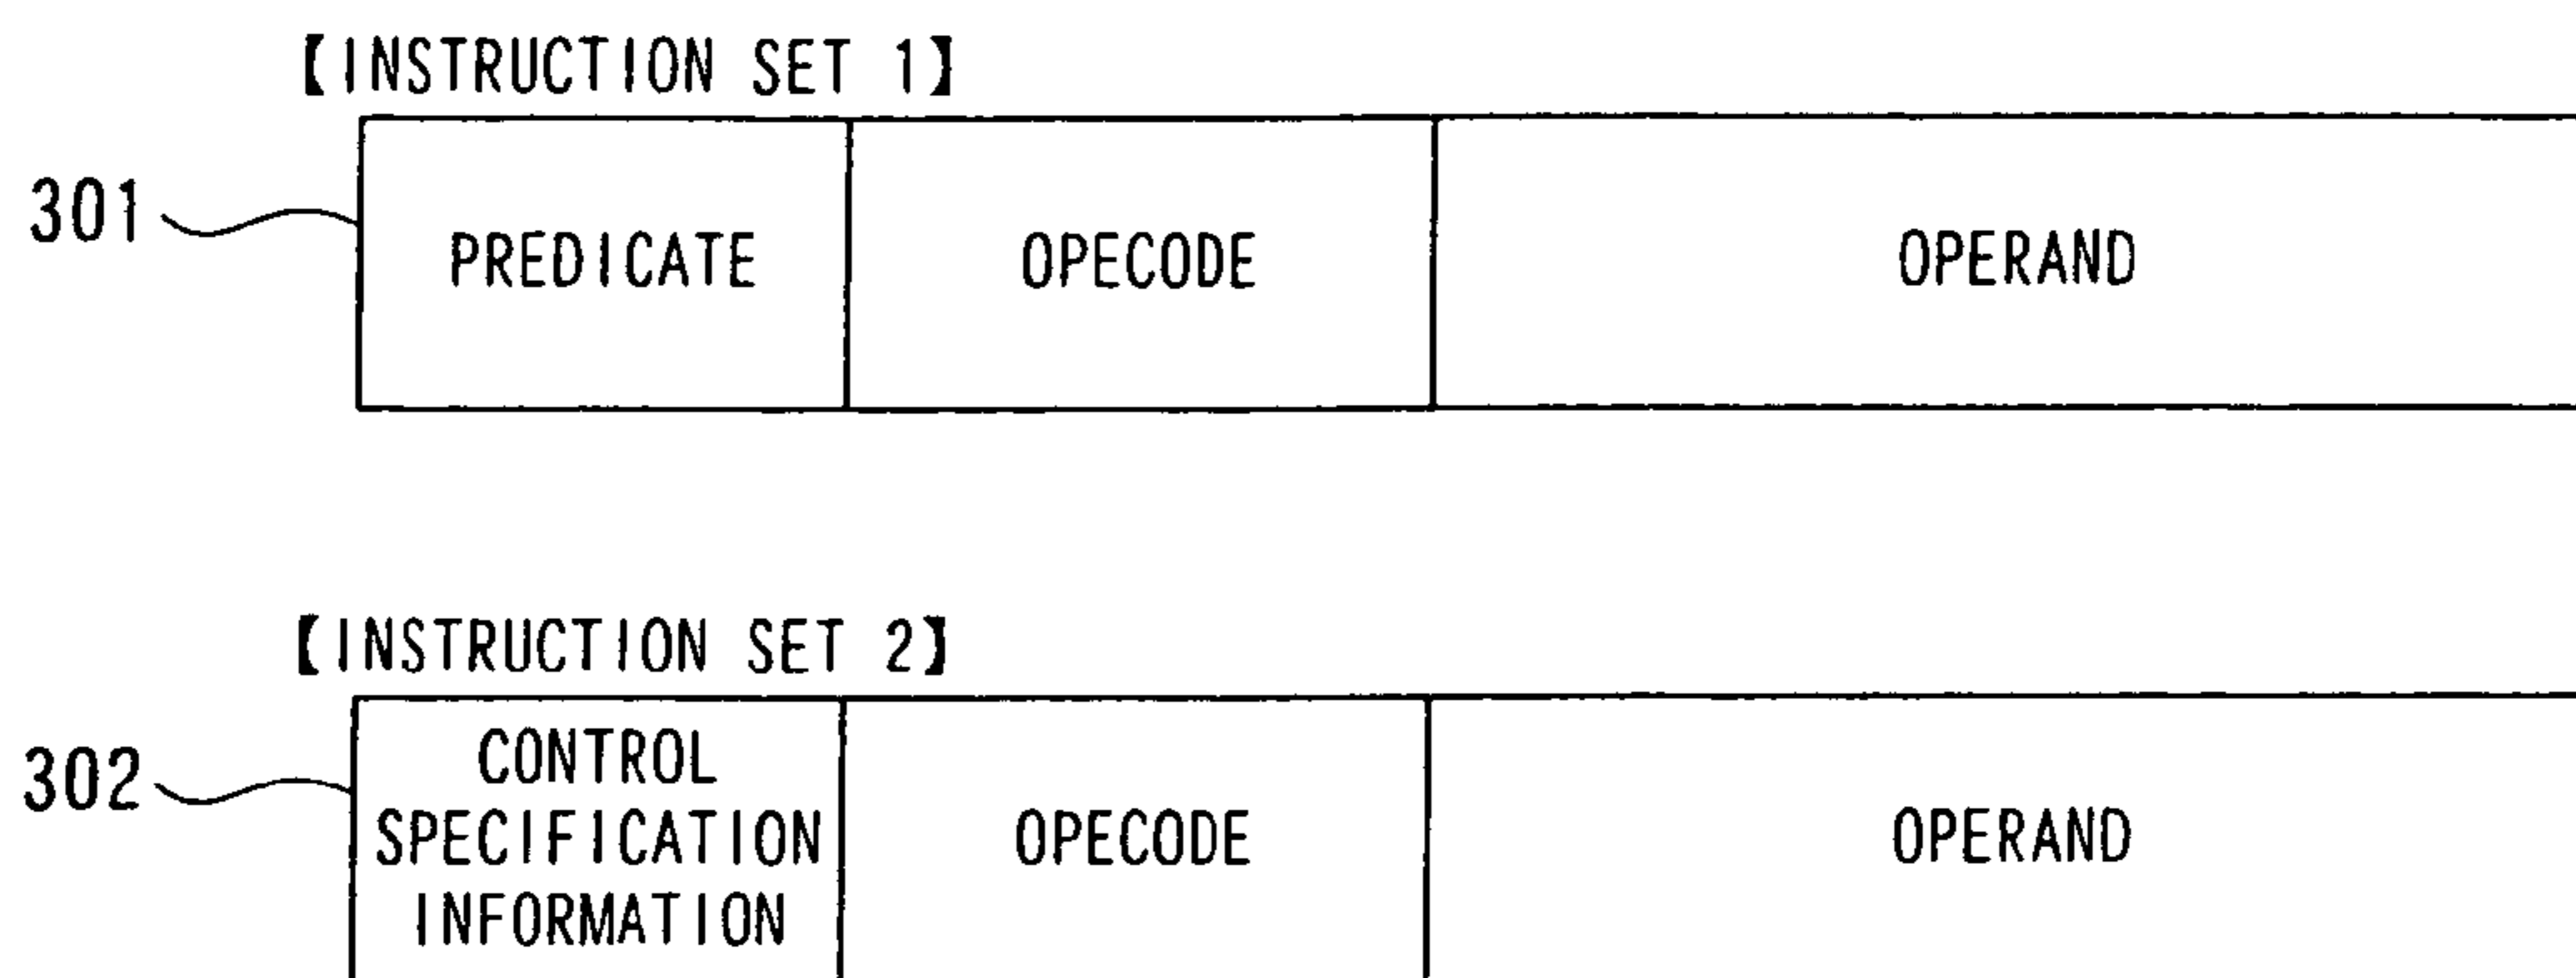 【INSTRUCTION SET 1】
301
PREDICATE OPECODE OPERAND
【INSTRUCTION SET 2】
302
CONTROL
SPECIFICATION OPECODE OPERAND
INFORMATION